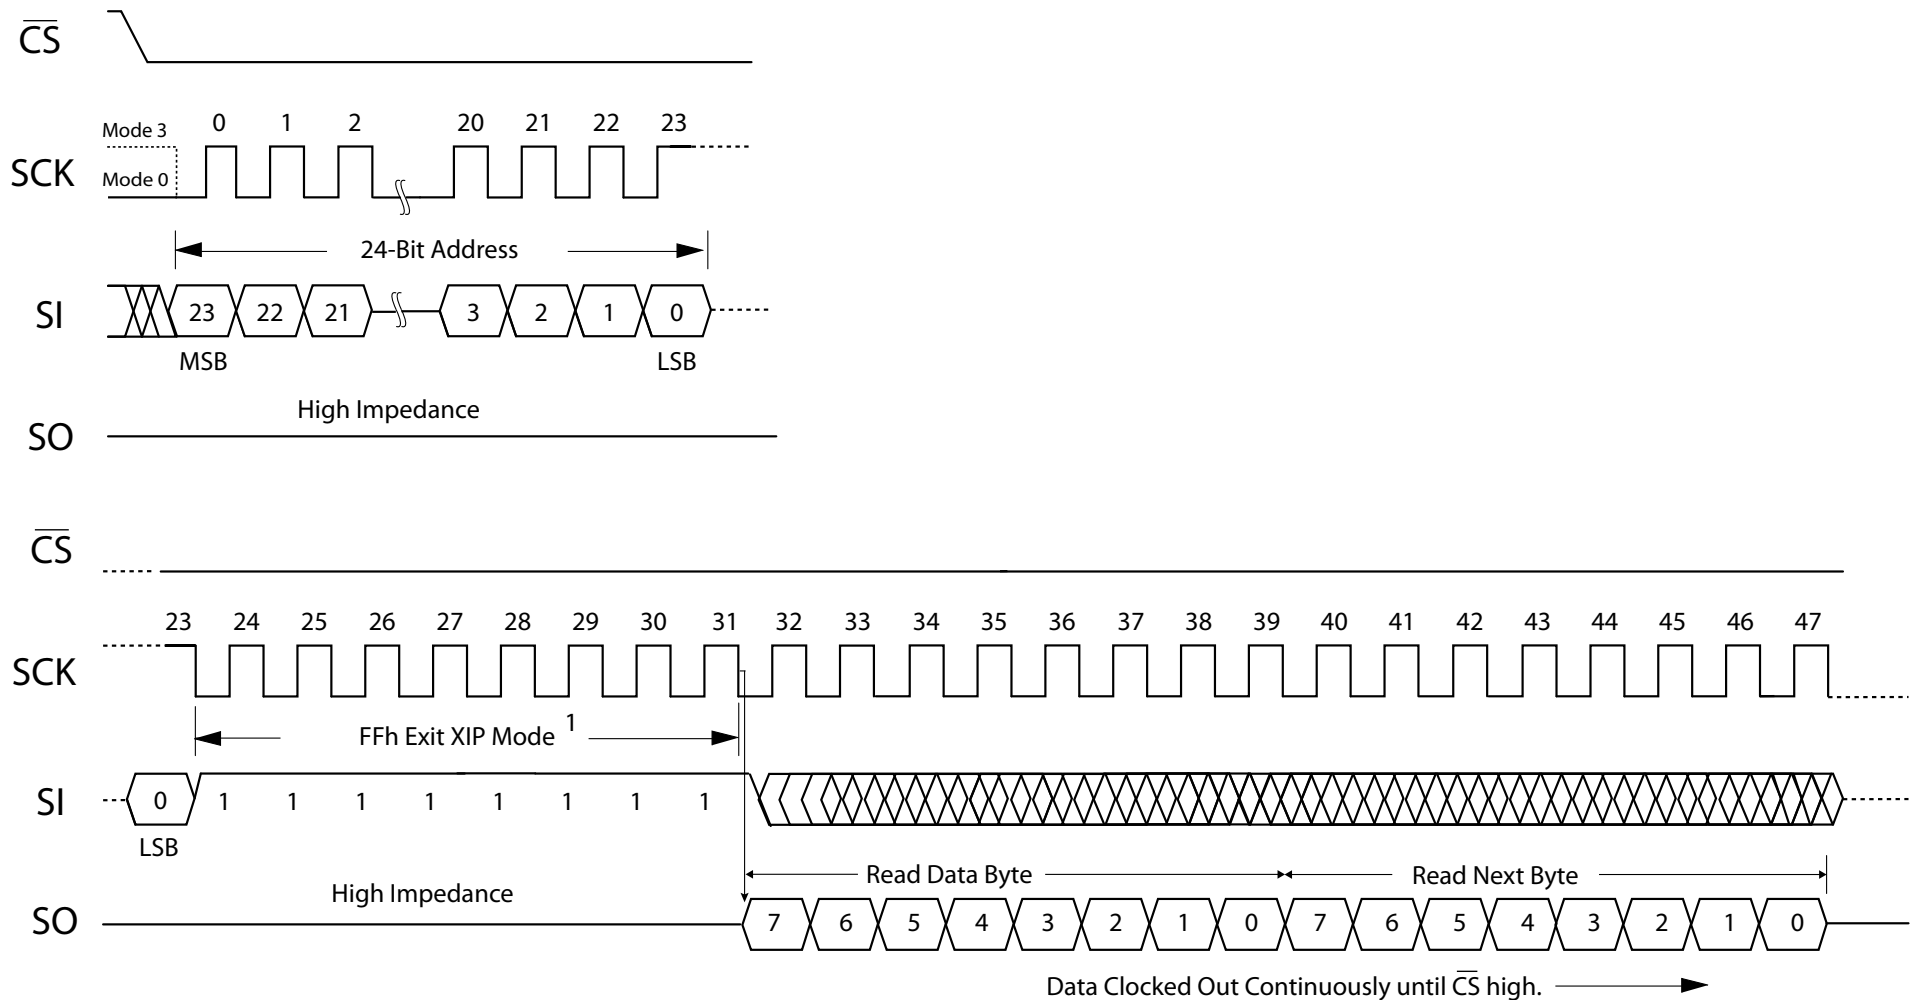 CS
Mode 3 0 1 2 20 21 22 23
SCK
Mode 0
24-Bit Address
SI 23 22 21 3 2 1 0
MSB LSB
High Impedance
SO
CS
23 24 25 26 27 28 29 30 31 32 33 34 35 36 37 38 39 40 41 42 43 44 45 46 47
SCK
FFh Exit XIP Mode 1
SI 0 1 1 1 1 1 1 1 1
LSB
Read Data Byte Read Next Byte
High Impedance
SO 7 6 5 4 3 2 1 0 7 6 5 4 3 2 1 0
Data Clocked Out Continuously until CS high.